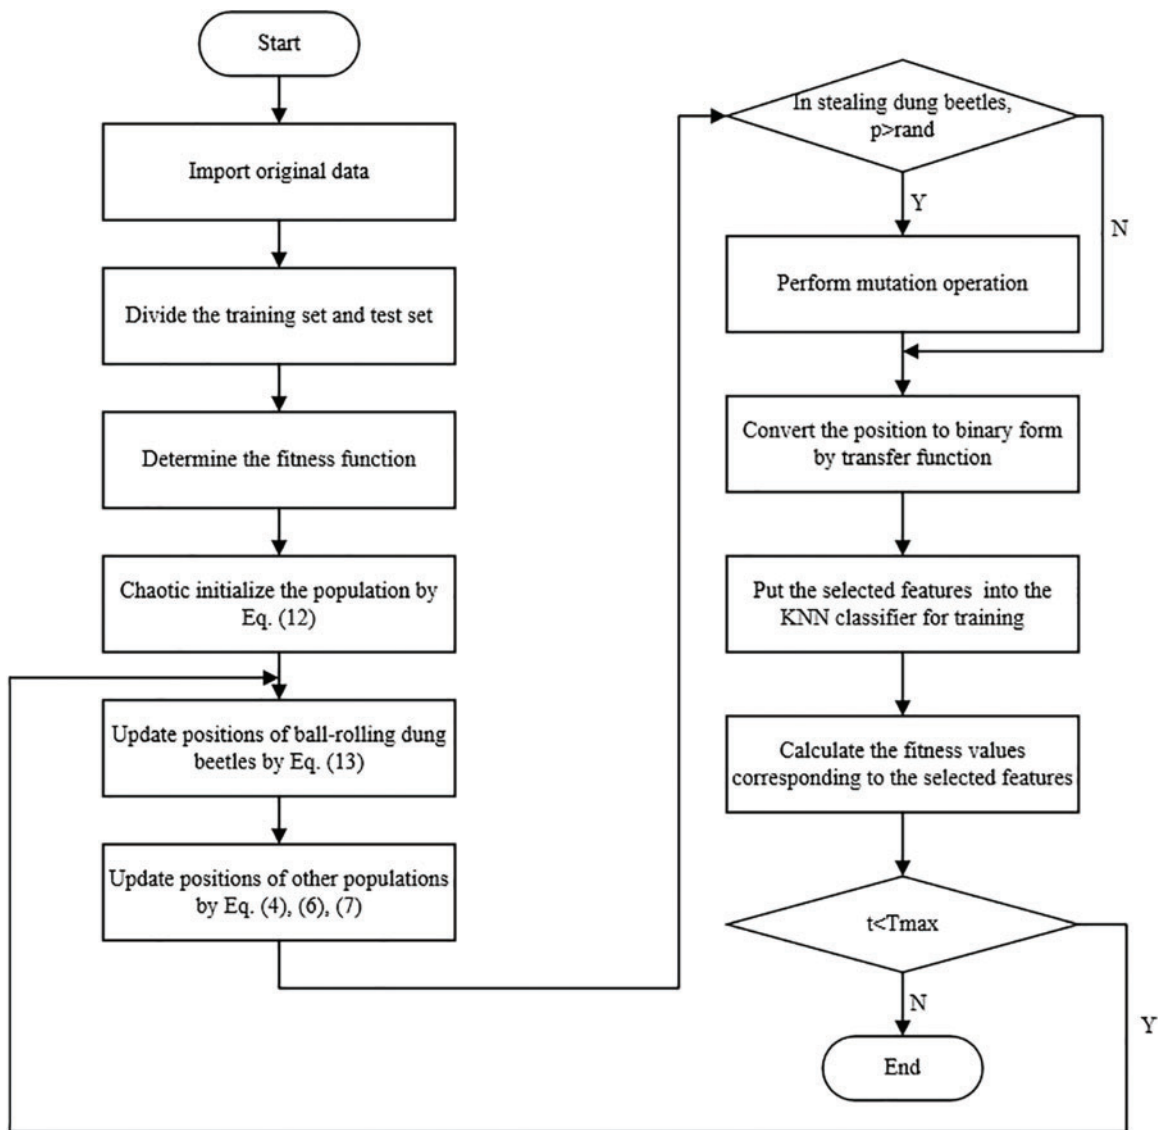 Start
Import original data
Divide the training set and test set
Determine the fitness function
Chaotic initialize the population by
Eq. (12)
Update positions of ball-rolling dung
beetles by Eq. (13)
Update positions of other populations
by Eq. (4), (6), (7)
In stealing dung beetles,
p>rand
Y
N
Perform mutation operation
Convert the position to binary form
by transfer function
Put the selected features into the
KNN classifier for training
Calculate the fitness values
corresponding to the selected features
t<Tmax
N
Y
End